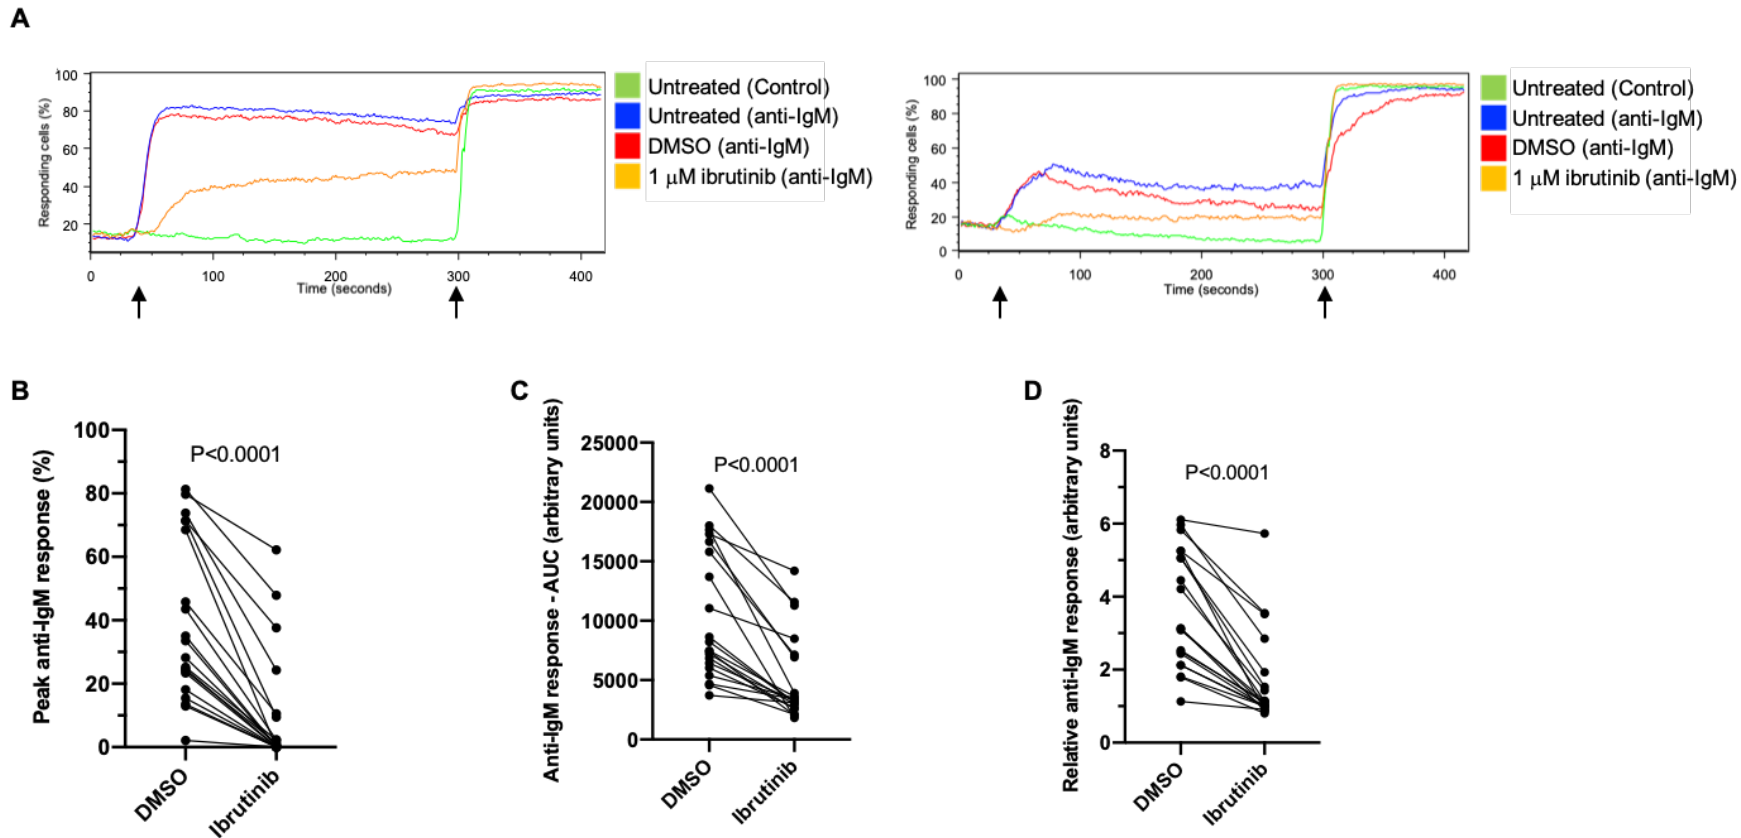 A
100
80
60
40
20
Responding cells (%)
0
100
200
300
400
Time (seconds)
Untreated (Control)
Untreated (anti-IgM)
DMSO (anti-IgM)
1 μM ibrutinib (anti-IgM)
100
80
60
40
20
0
Responding cells (%)
0
100
200
300
400
Time (seconds)
Untreated (Control)
Untreated (anti-IgM)
DMSO (anti-IgM)
1 μM ibrutinib (anti-IgM)
B
Peak anti-IgM response (%)
100
80
60
40
20
0
P<0.0001
DMSO
Ibrutinib
C
Anti-IgM response - AUC (arbitrary units)
25000
20000
15000
10000
5000
0
P<0.0001
DMSO
Ibrutinib
D
Relative anti-IgM response (arbitrary units)
8
6
4
2
0
P<0.0001
DMSO
Ibrutinib